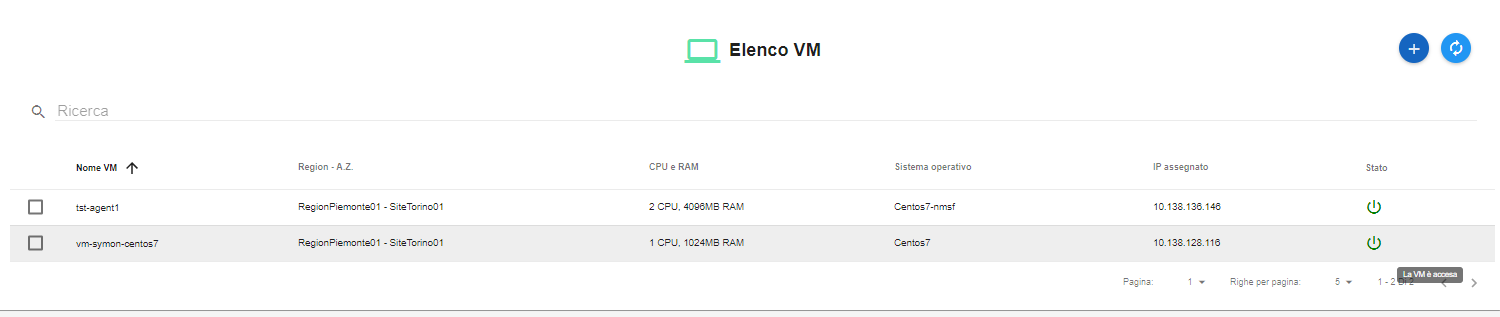 Elenco VM
Ricerca
Nome VM Region - A.Z. CPU e RAM Sistema operativo IP assegnato Stato
tst-agent1 RegionPiemonte01 - SiteTorino01 2 CPU, 4096MB RAM Centos7-nmsf 10.138.136.146
vm-symon-centos7 RegionPiemonte01 - SiteTorino01 1 CPU, 1024MB RAM Centos7 10.138.128.116
La VM è accesa
Pagina: 1 Righe per pagina: 5 1 - 2 Di 2